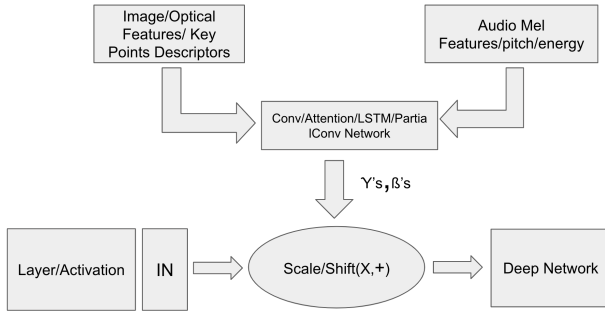 Image/Optical
Features/ Key
Points Descriptors
Audio Mel
Features/pitch/energy
Conv/Attention/LSTM/Partia
lConv Network
ϒ's,ß's
Layer/Activation
IN
Scale/Shift(X,+)
Deep Network